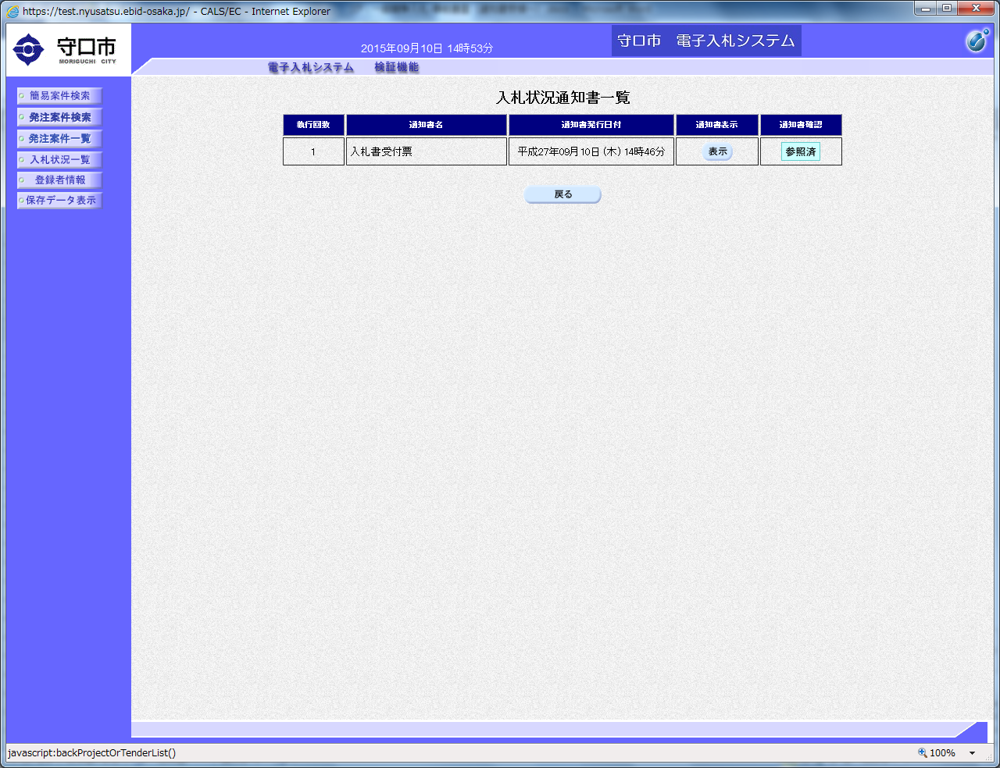 https://test.nyusatsu.ebid-osaka.jp/ - CALS/EC - Internet Explorer
守口市
MORIGUCHI CITY
2015年09月10日 14時53分
守口市 電子入札システム
電子入札システム 検証機能
簡易案件検索
発注案件検索
発注案件一覧
入札状況一覧
登録者情報
保存データ表示
入札状況通知書一覧
執行回数 通知書名 通知書発行日付 通知書表示 通知書確認
1 入札書受付票 平成27年09月10日（木）14時46分 表示 参照済
戻る
javascript:backProjectOrTenderList()
100%